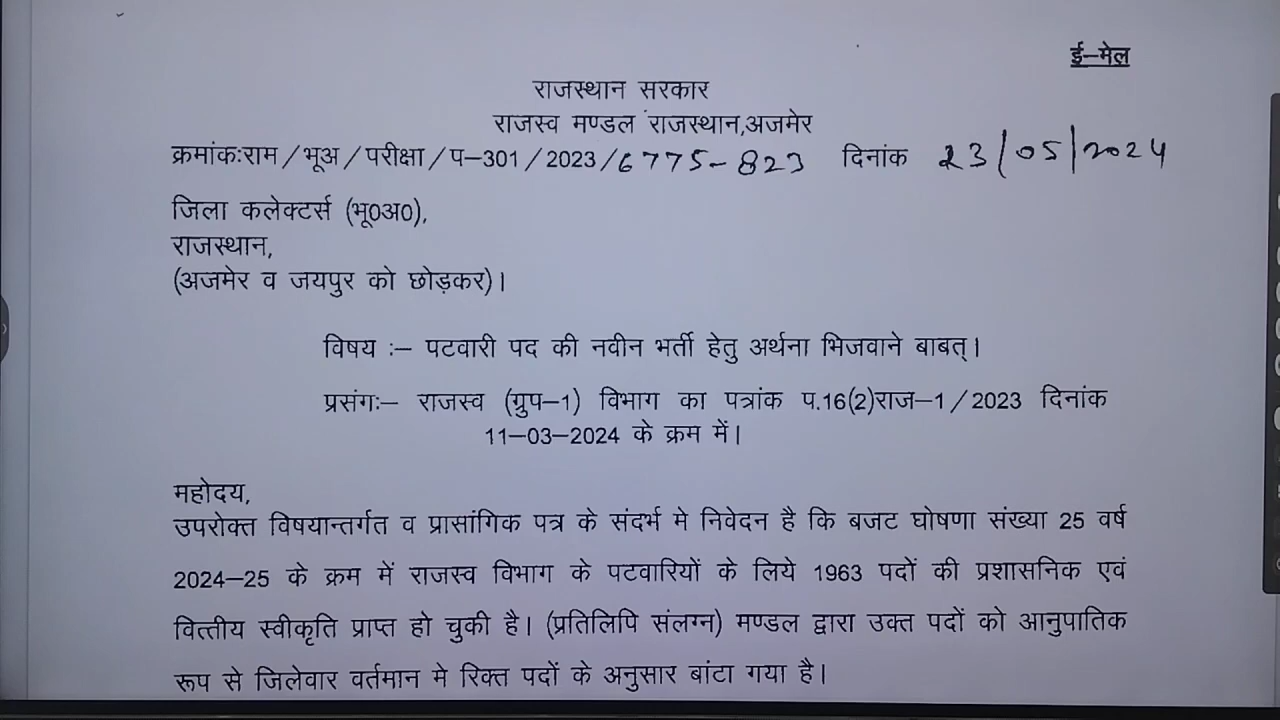 ई–मेल
राजस्थान सरकार
राजस्व मण्डल राजस्थान,अजमेर
क्रमांकःराम/भूअ/परीक्षा/प–301/2023/6775-823 दिनांक 23/05/2024
जिला कलेक्टर्स (भू0अ0),
राजस्थान,
(अजमेर व जयपुर को छोड़कर)।
विषय :– पटवारी पद की नवीन भर्ती हेतु अर्थना भिजवाने बाबत्।
प्रसंगः– राजस्व (ग्रुप–1) विभाग का पत्रांक प.16(2)राज–1/2023 दिनांक
11–03–2024 के क्रम में।
महोदय,
उपरोक्त विषयान्तर्गत व प्रासांगिक पत्र के संदर्भ मे निवेदन है कि बजट घोषणा संख्या 25 वर्ष
2024–25 के क्रम में राजस्व विभाग के पटवारियों के लिये 1963 पदों की प्रशासनिक एवं
वित्तीय स्वीकृति प्राप्त हो चुकी है। (प्रतिलिपि संलग्न) मण्डल द्वारा उक्त पदों को आनुपातिक
रूप से जिलेवार वर्तमान मे रिक्त पदों के अनुसार बांटा गया है।